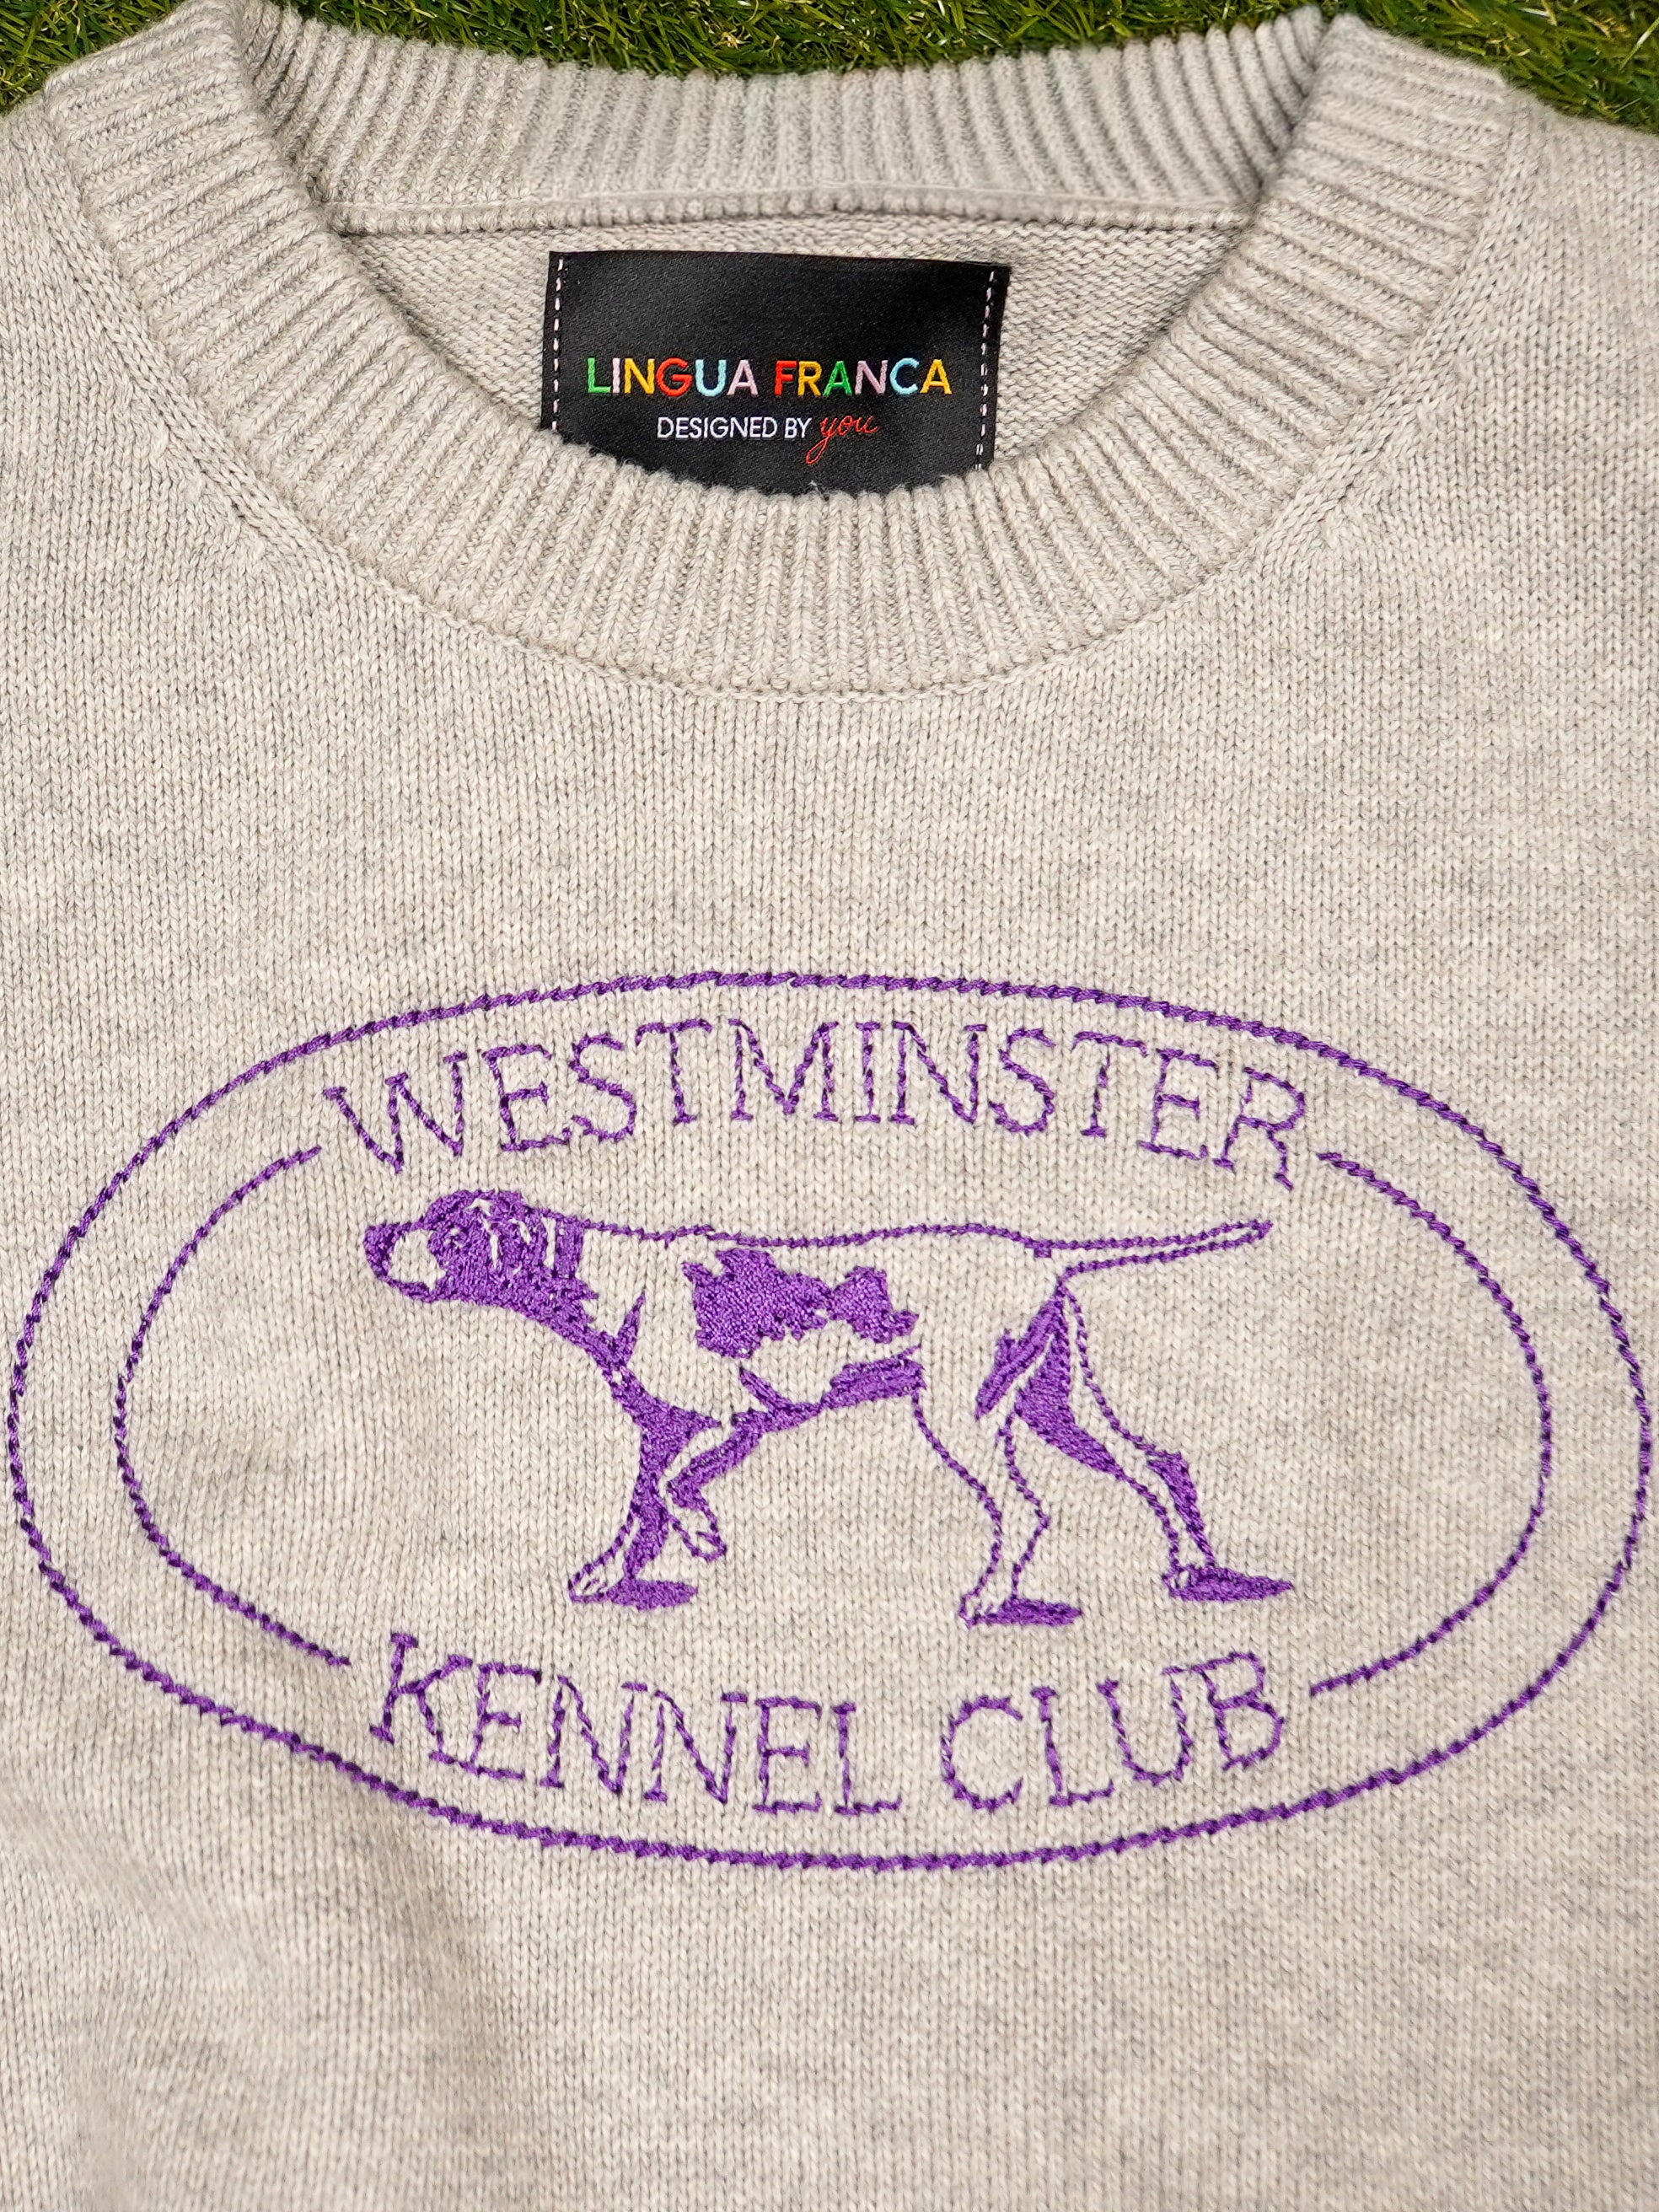 LINGUA FRANCA
DESIGNED BY you
WESTMINSTER
KENNEL CLUB